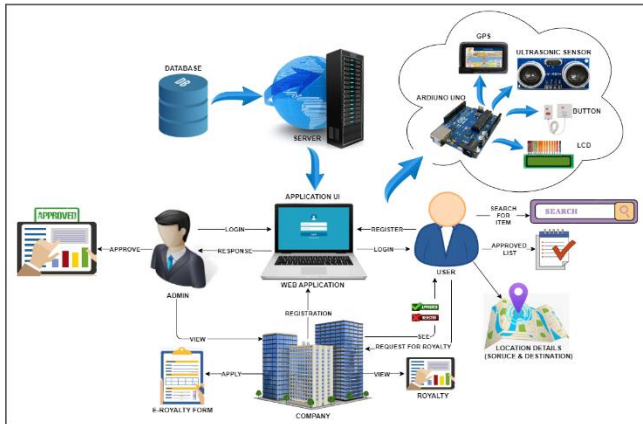 GPS
ULTRASONIC SENSOR
DATABASE
DB
ARDIUNO UNO
BUTTON
SERVER
LCD
APPLICATION UI
APPROVED
SEARCH
FOR
ITEM
SEARCH
LOGIN
REGISTER
APPROVE
RESPONSE
LOGIN
APPROVED
LIST
USER
ADMIN
WEB APPLICATION
REGISTRATION
SEE
VIEW
REQUEST FOR ROYALTY
LOCATION DETAILS
(SORUCE & DESTINATION)
APPLY
VIEW
E-ROYALTY FORM
ROYALTY
COMPANY